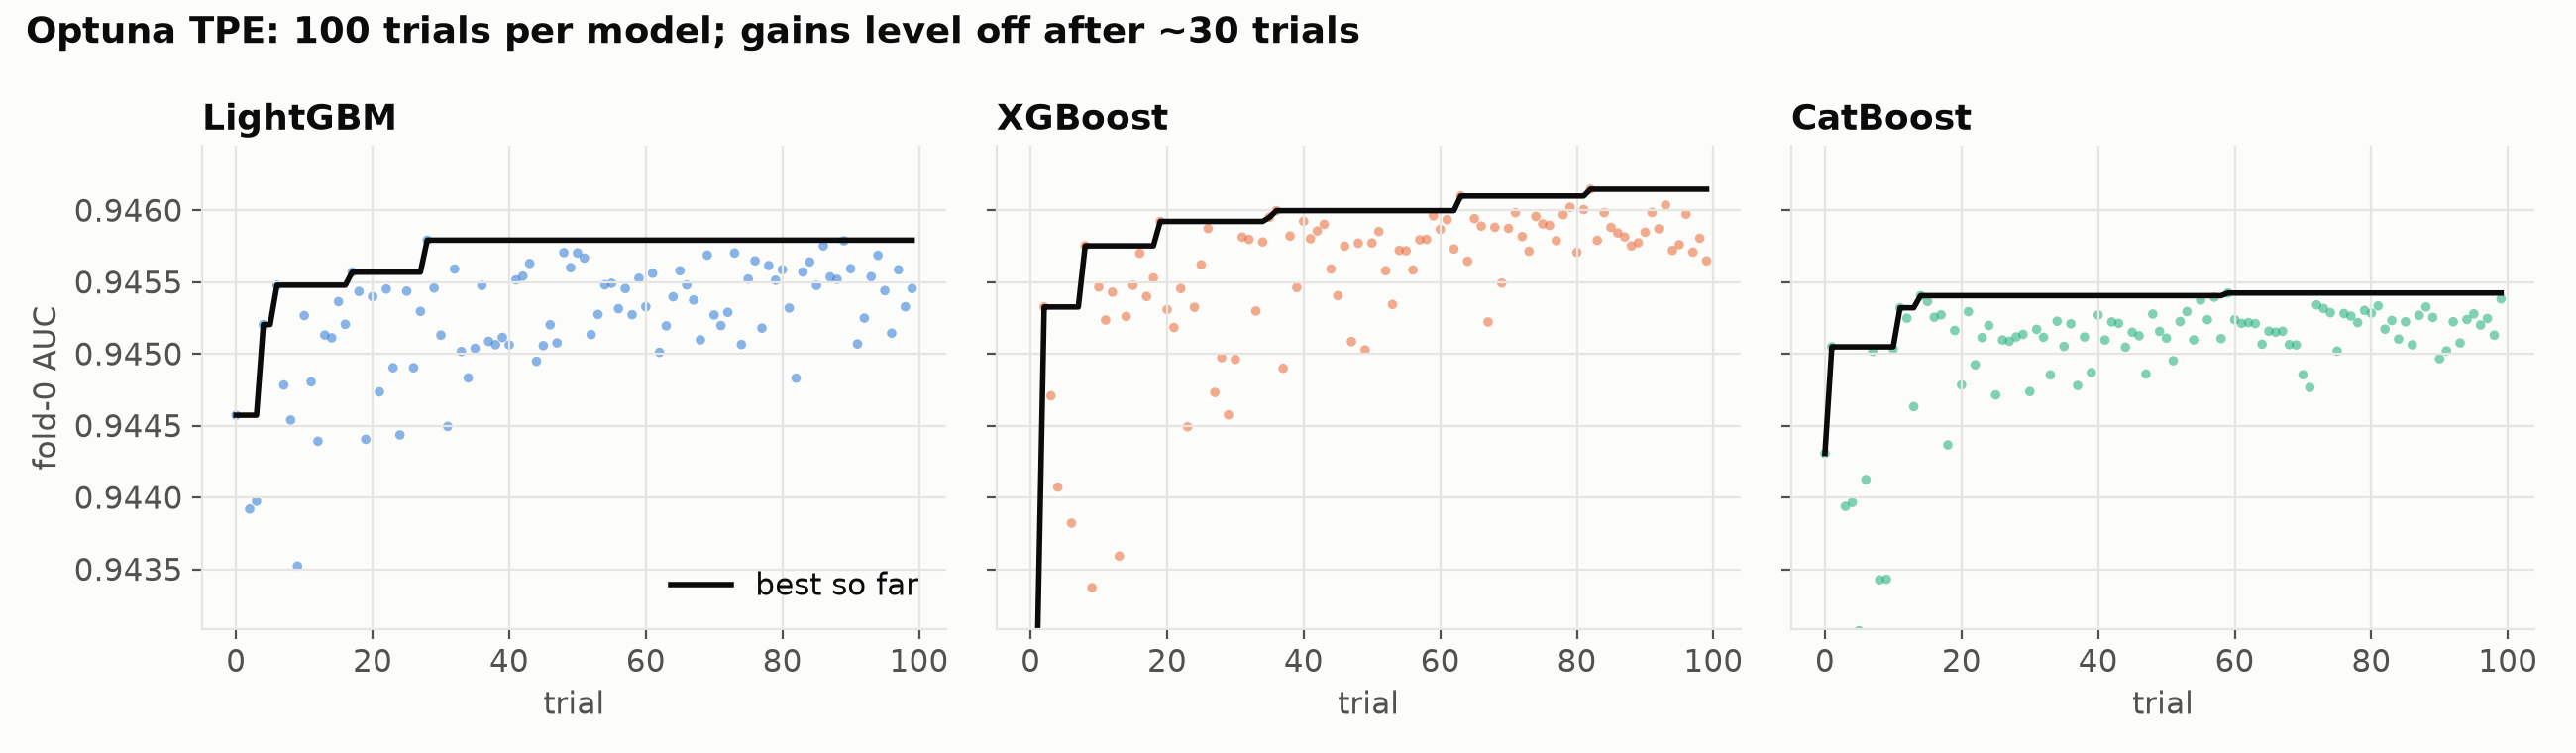 Optuna TPE: 100 trials per model; gains level off after ~30 trials
LightGBM
XGBoost
CatBoost
fold-0 AUC
0.9460
0.9455
0.9450
0.9445
0.9440
0.9435
best so far
0 20 40 60 80 100
0 20 40 60 80 100
0 20 40 60 80 100
trial
trial
trial